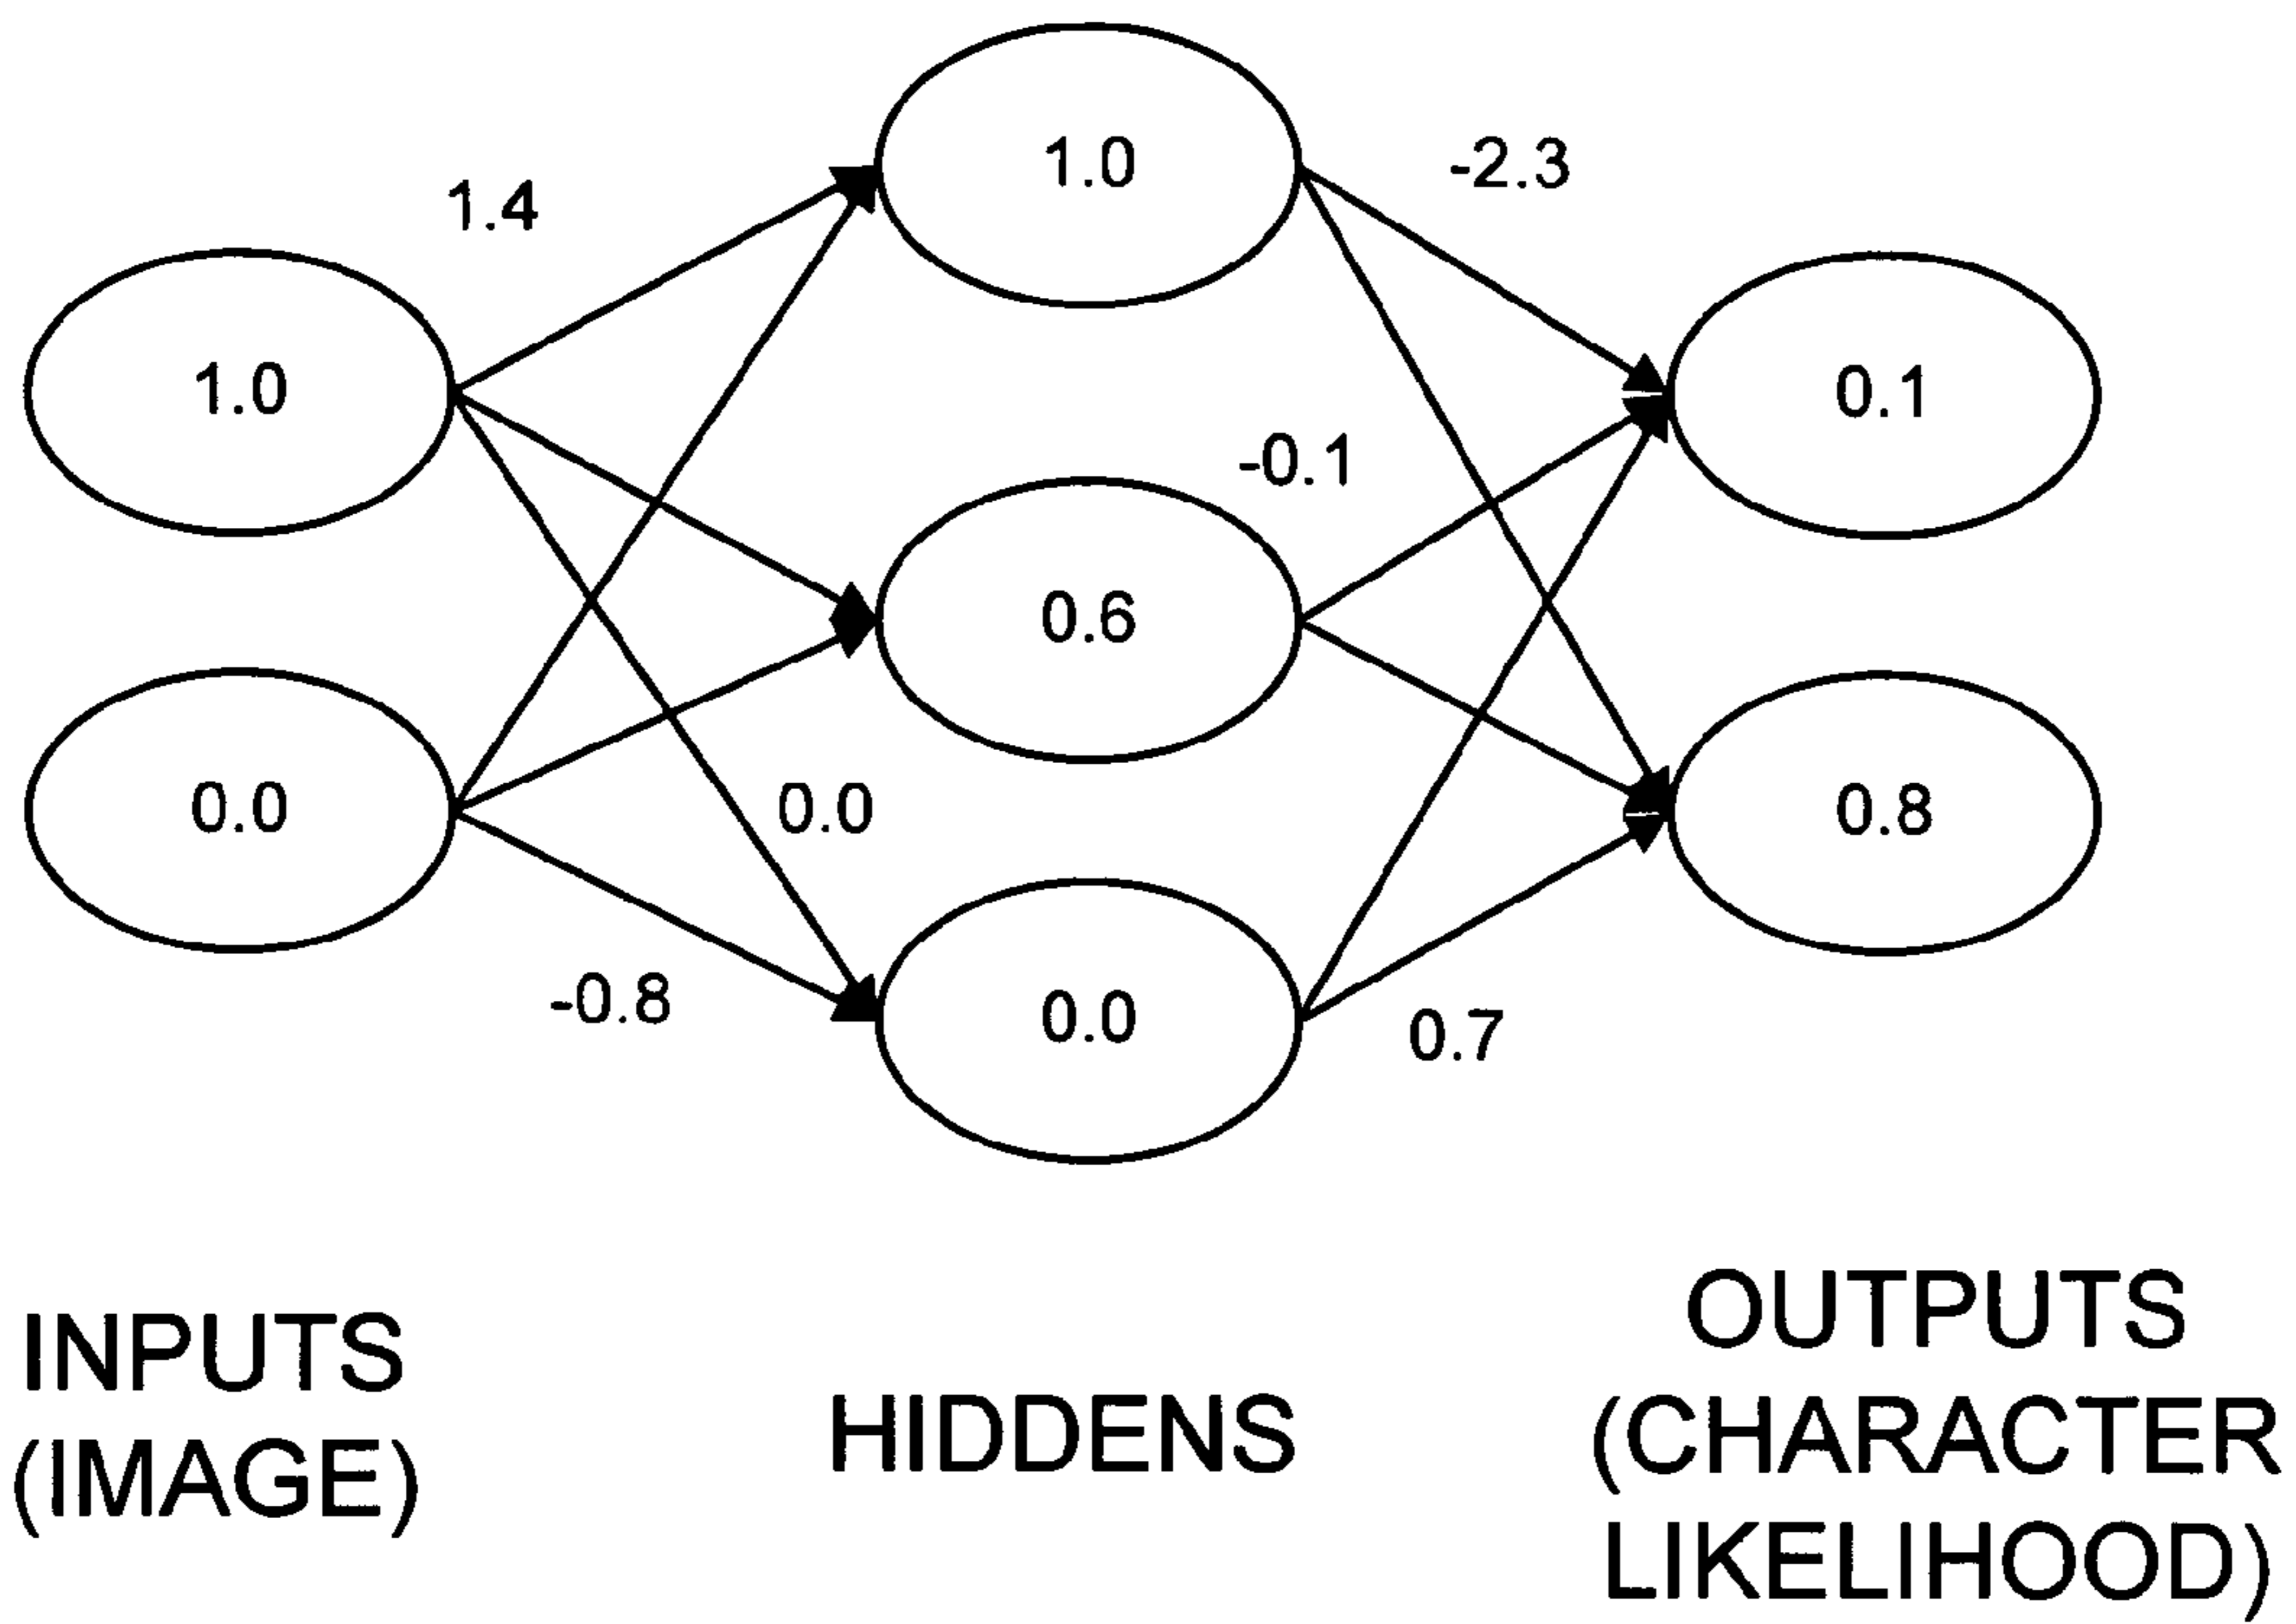 1.4
1.0
-2.3
1.0
0.1
-0.1
0.6
0.0
0.0
0.8
-0.8
0.0
0.7
INPUTS
(IMAGE)
HIDDENS
OUTPUTS
(CHARACTER
LIKELIHOOD)